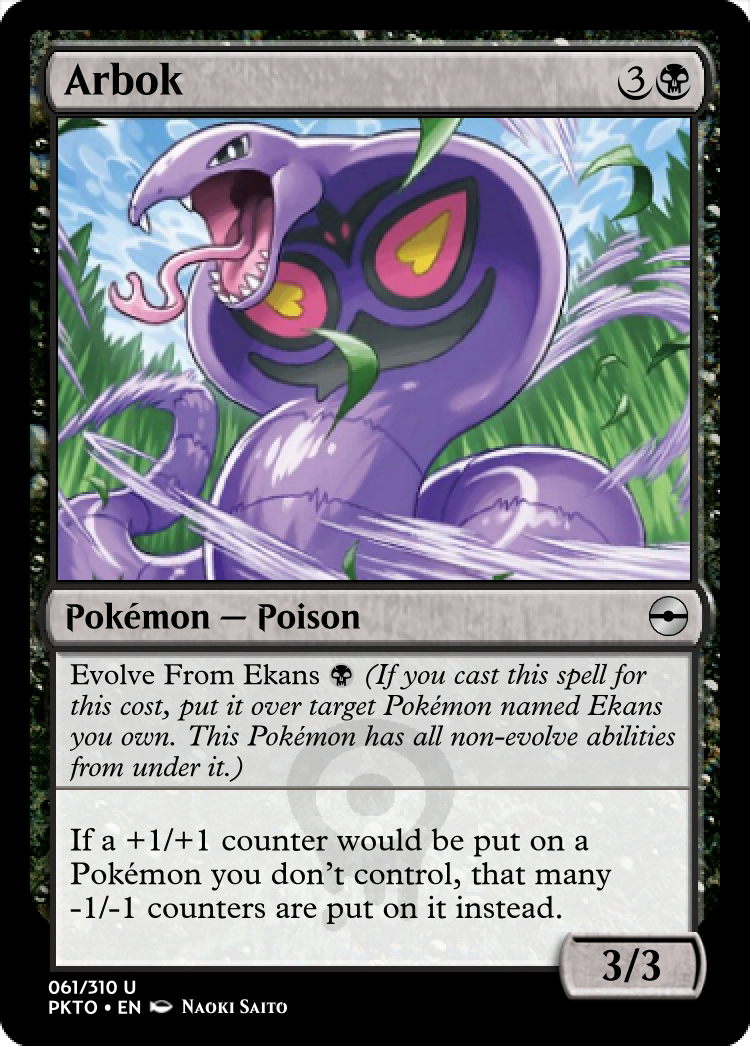 Arbok 3
Pokémon — Poison
Evolve From Ekans (If you cast this spell for
this cost, put it over target Pokémon named Ekans
you own. This Pokémon has all non-evolve abilities
from under it.)
If a +1/+1 counter would be put on a
Pokémon you don't control, that many
-1/-1 counters are put on it instead.
3/3
061/310 U
PKTO • EN Naoki Saito